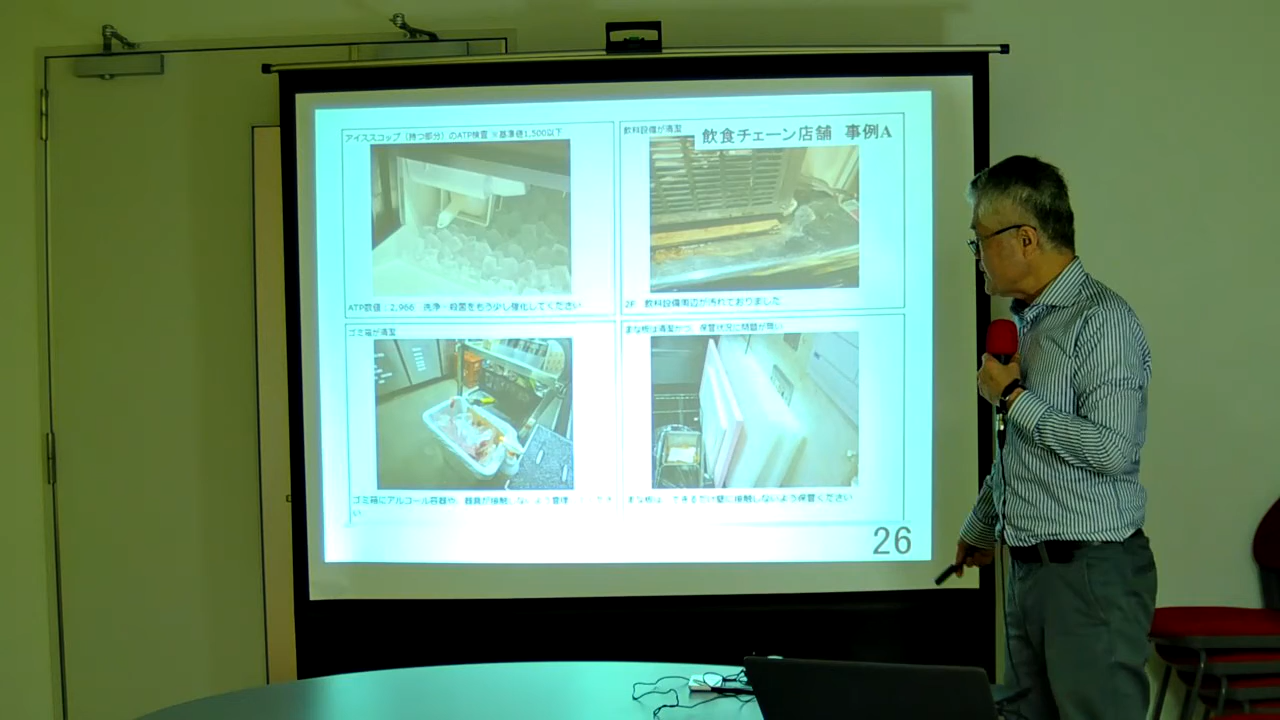 アイススコップ（持つ部分）のATP検査 ※基準値1,500以下
飲料設備が清潔
飲食チェーン店舗 事例A
ATP数値：2,966 洗浄・殺菌をもう少し強化してください
2F 飲料設備周辺が汚れておりました
ゴミ箱が清潔
まな板は清潔かつ、保管状況に問題が無い
ゴミ箱にアルコール容器や、器具が接触しないよう管理
い
まな板は、できるだけ壁に接触しないよう保管ください
26